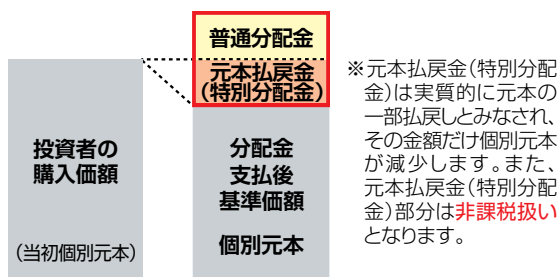 普通分配金
元本払戻金
(特別分配金)
投資者の
購入価額
(当初個別元本)
分配金
支払後
基準価額
個別元本
※元本払戻金(特別分配
金)は実質的に元本の
一部払戻しとみなされ、
その金額だけ個別元本
が減少します。また、
元本払戻金(特別分配
金)部分は非課税扱い
となります。